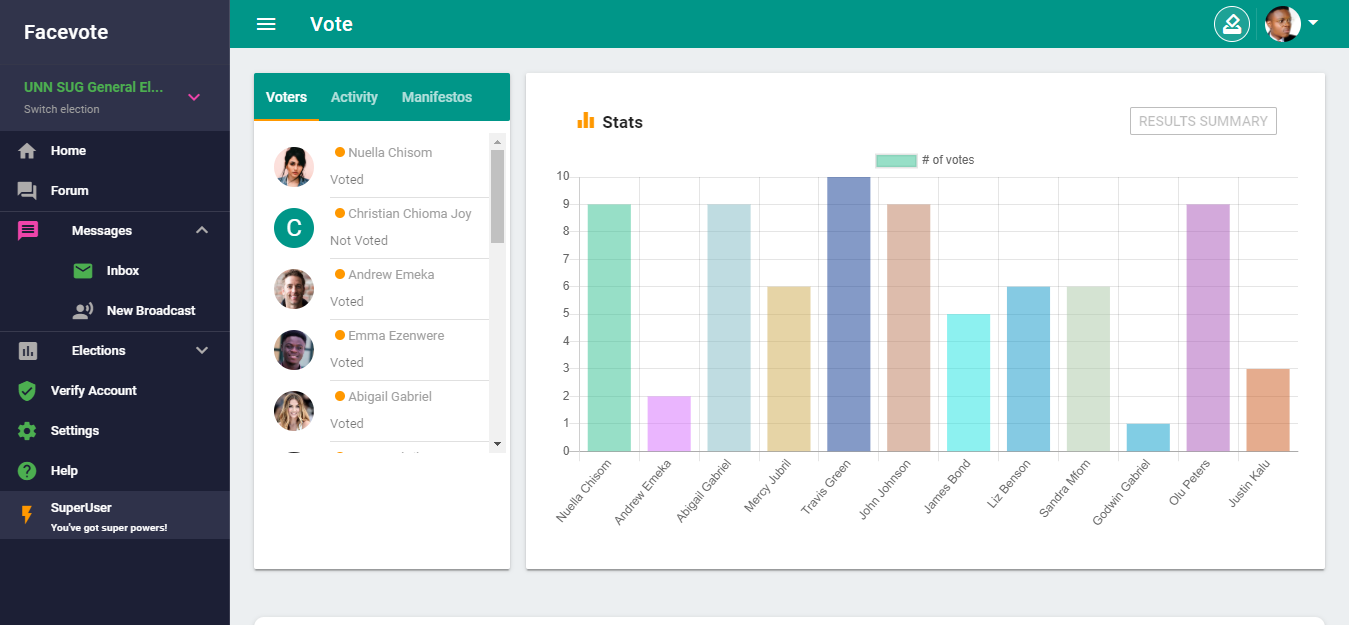 Facevote
UNN SUG General El...
Switch election
Home
Forum
Messages
Inbox
New Broadcast
Elections
Verify Account
Settings
Help
SuperUser
You've got super powers!
Vote
Voters Activity Manifestos
Nuella Chisom
Voted
C
Christian Chioma Joy
Not Voted
Andrew Emeka
Voted
Emma Ezenwere
Voted
Abigail Gabriel
Voted
Stats
RESULTS SUMMARY
# of votes
10
9
8
7
6
5
4
3
2
1
0
Nuella Chisom
Andrew Emeka
Abigail Gabriel
Mercy Jubril
Travis Green
John Johnson
James Bond
Liz Benson
Sandra Mfom
Godwin Gabriel
Olu Peters
Justin Kalu